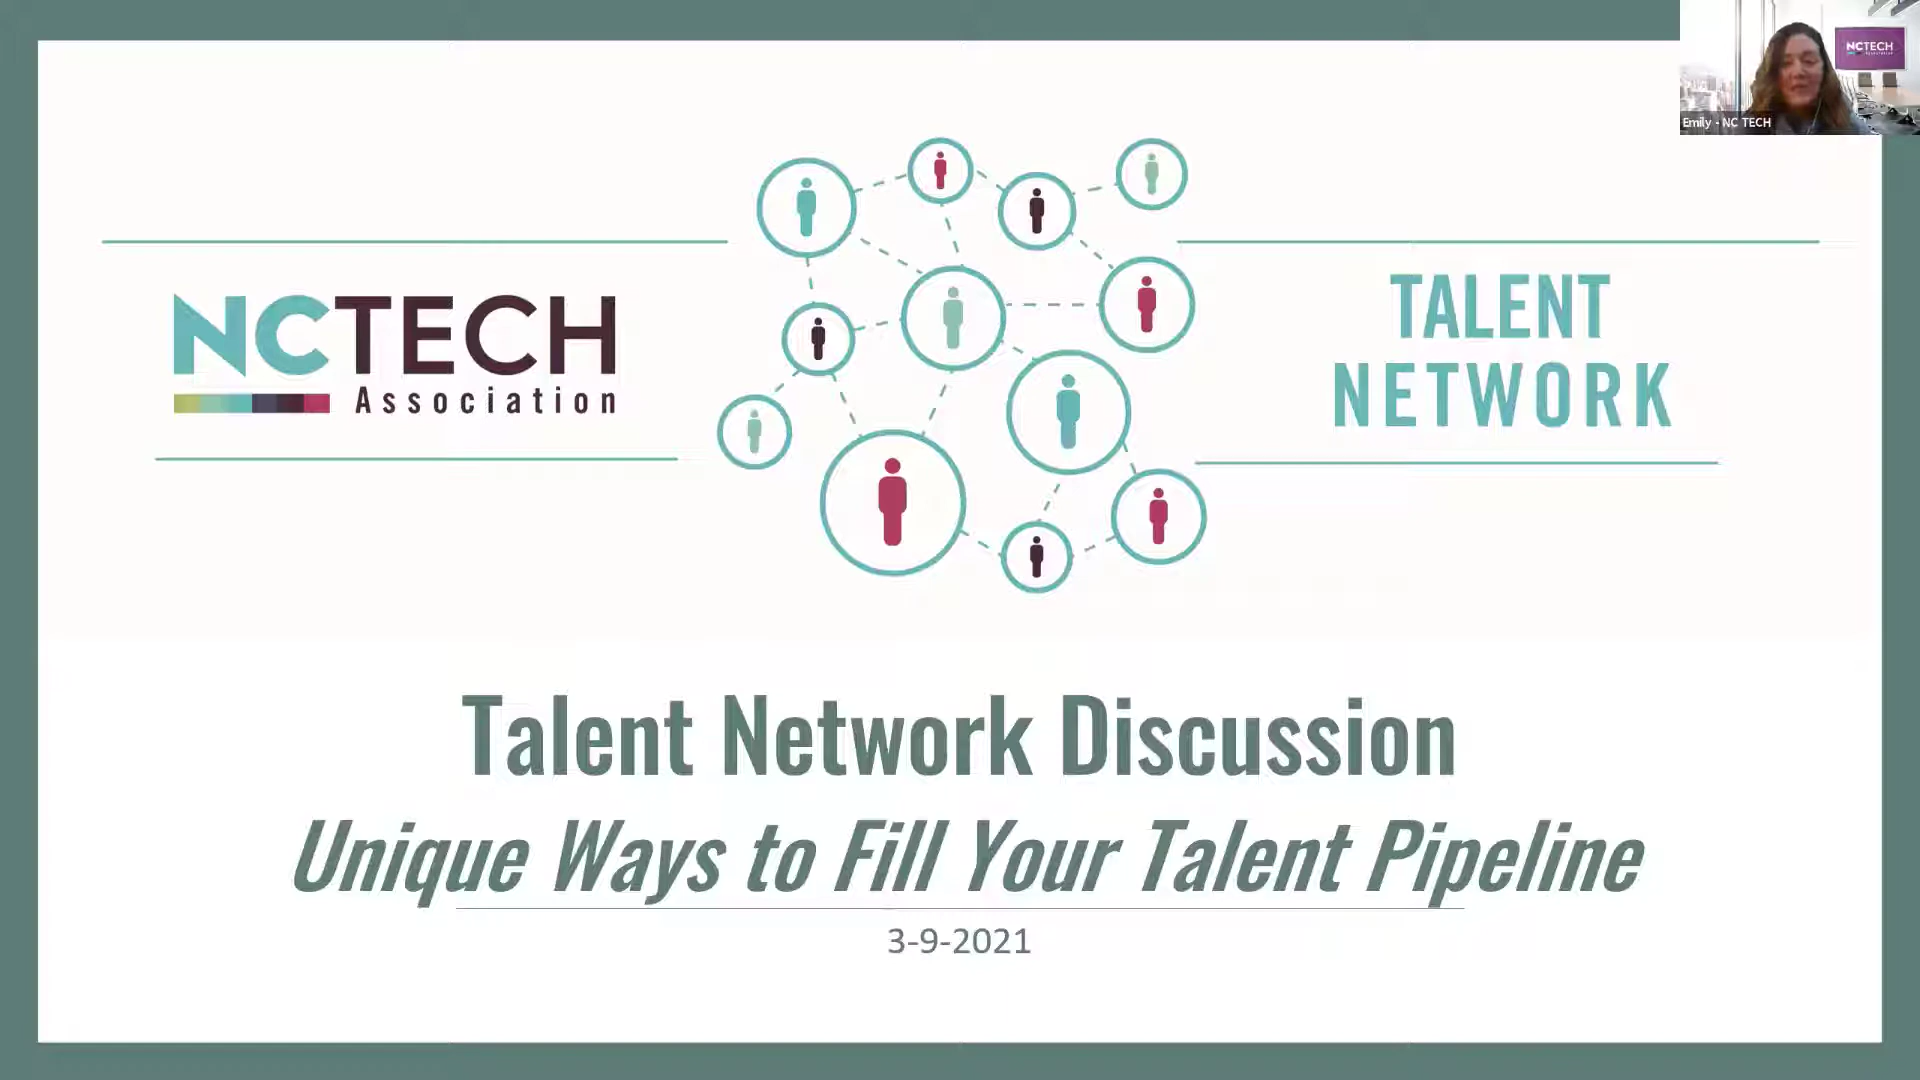 NCTECH
Association
TALENT
NETWORK
Talent Network Discussion
Unique Ways to Fill Your Talent Pipeline
3-9-2021
NCTECH
Emily - NC TECH